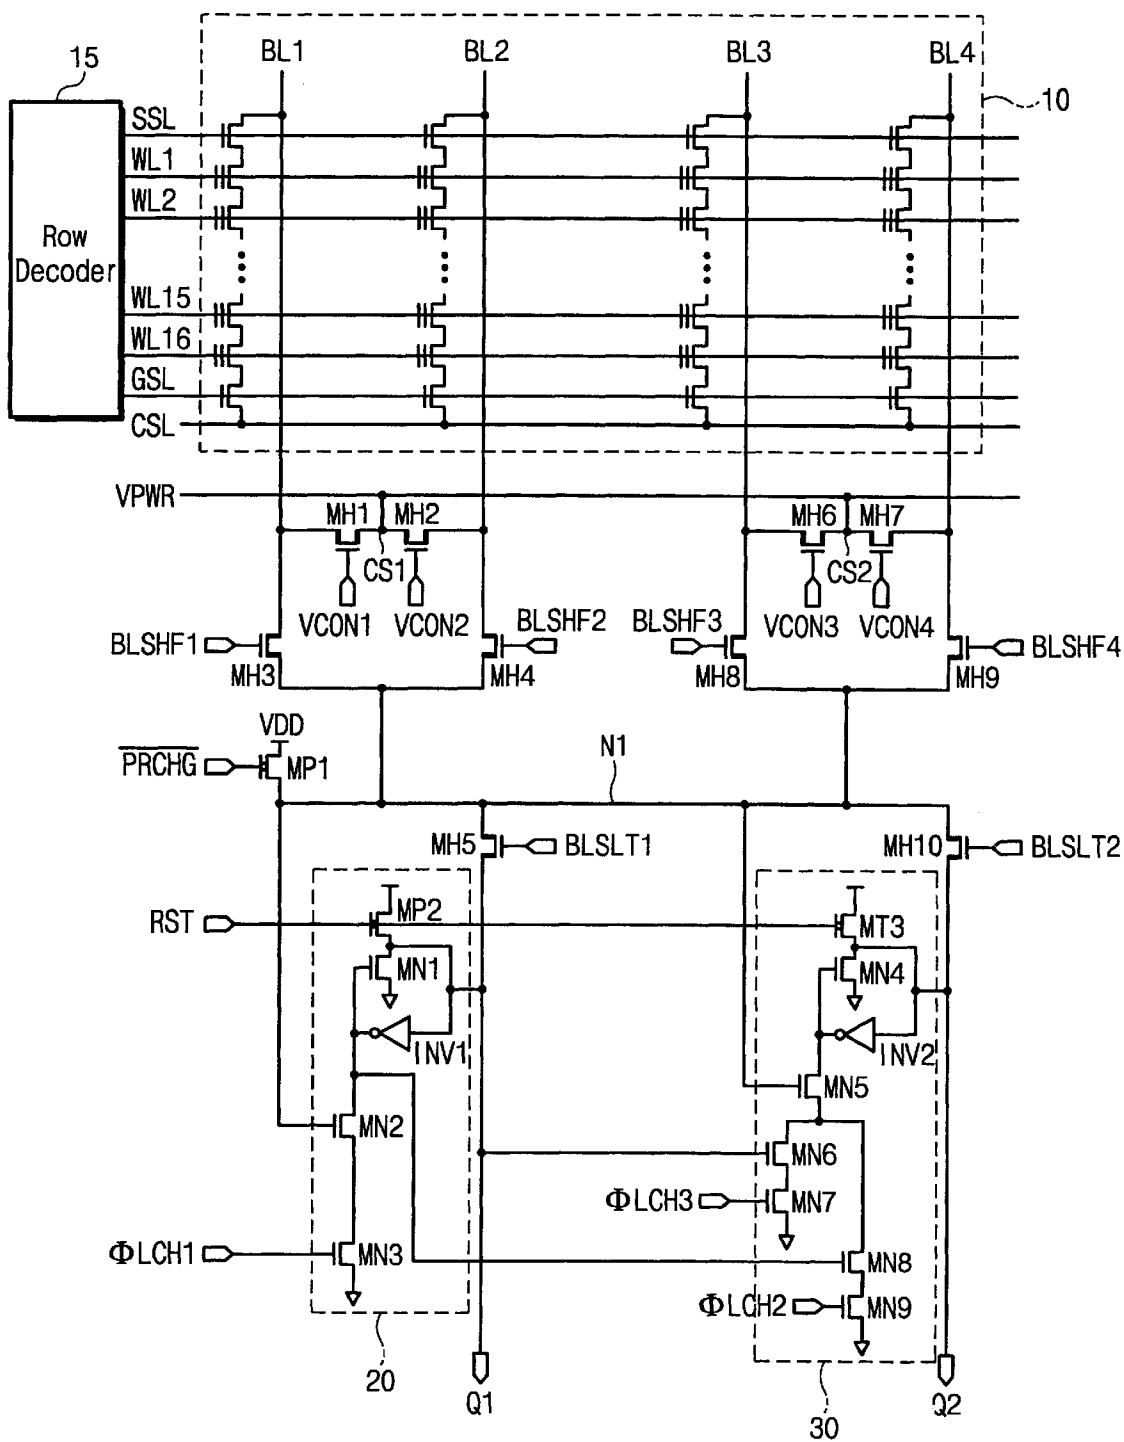 15
BL1
BL2
BL3
BL4
10
SSL
WL1
WL2
Row
Decoder
WL15
WL16
GSL
CSL
VPWR
MH1
MH2
MH6
MH7
CS1
CS2
VCON1
VCON2
VCON3
VCON4
BLSHF1
BLSHF2
BLSHF3
BLSHF4
MH3
MH4
MH8
MH9
VDD
PRCHG
MP1
N1
MH5
BLSLT1
MH10
BLSLT2
RST
MP2
MT3
MN1
MN4
INV1
INV2
MN5
MN2
MN6
ΦLCH3
MN7
ΦLCH1
MN3
MN8
ΦLCH2
MN9
20
Q1
30
Q2